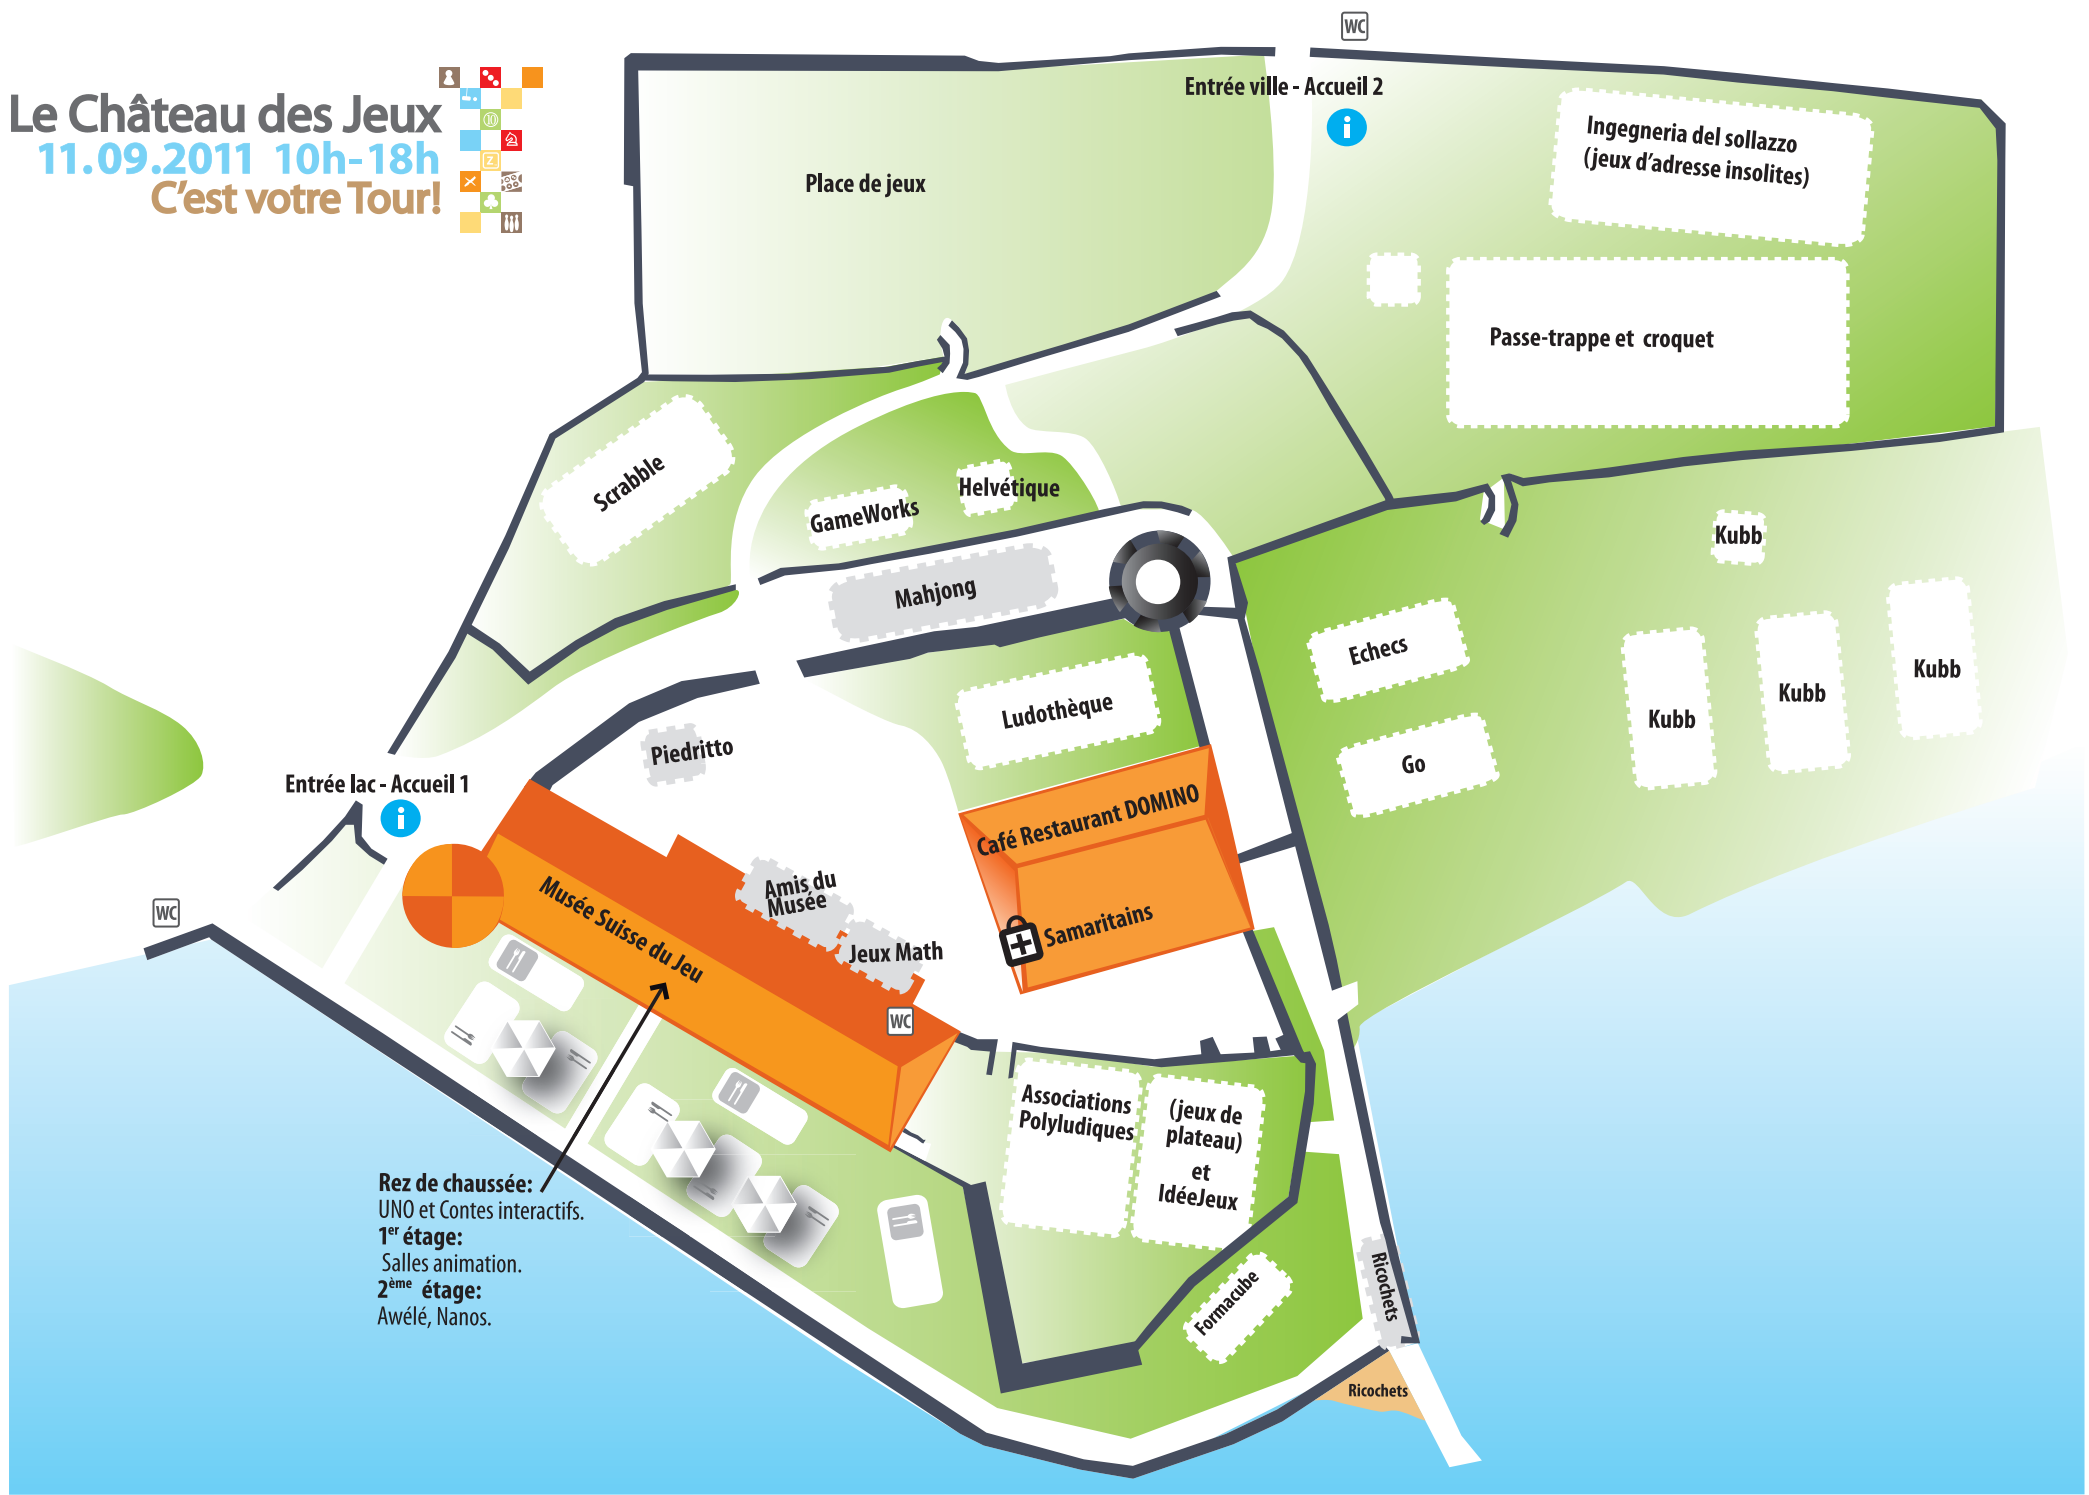 WC
Le Château des Jeux
11.09.2011 10h-18h
C'est votre Tour!
Z
Entrée ville - Accueil 2
i
Ingegneria del sollazzo
(jeux d'adresse insolites)
Place de jeux
Passe-trappe et croquet
Scrabble
GameWorks
Helvétique
Mahjong
Kubb
Echecs
Kubb
Kubb
Kubb
Go
Ludothèque
Piedritto
Entrée lac - Accueil 1
i
Café Restaurant DOMINO
Samaritains
Amis du
Musée
Jeux Math
Musée Suisse du Jeu
WC
WC
Associations
Polyludiques
(jeux de
plateau)
et
IdéeJeux
Formacube
Ricochets
Ricochets
Rez de chaussée:
UNO et Contes interactifs.
1er étage:
Salles animation.
2ème étage:
Awélé, Nanos.